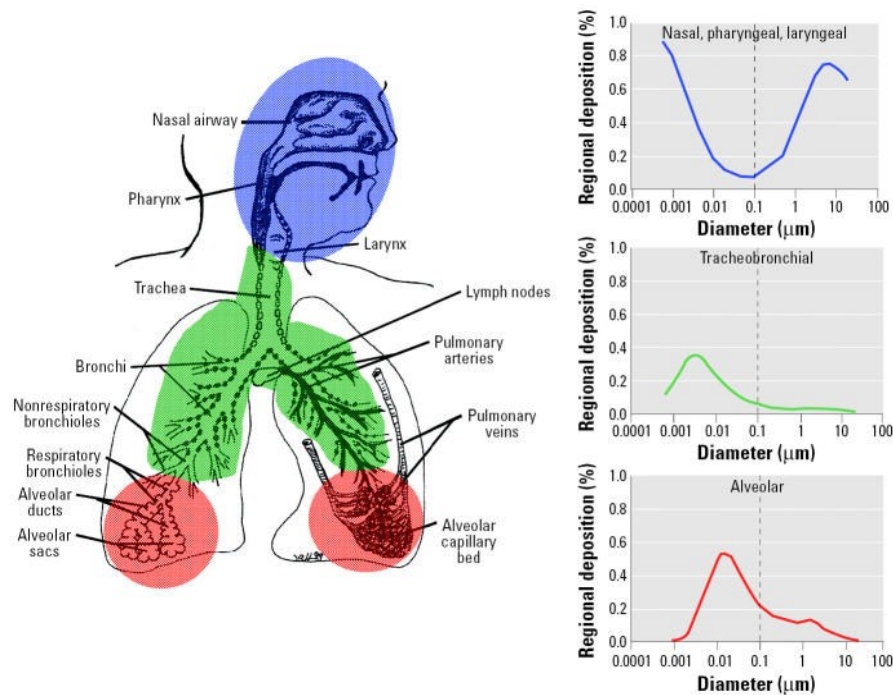 Nasal airway
Pharynx
Larynx
Trachea
Lymph nodes
Bronchi
Pulmonary
arteries
Nonrespiratory
bronchioles
Pulmonary
veins
Respiratory
bronchioles
Alveolar
ducts
Alveolar
sacs
Alveolar
capillary
bed
Regional deposition (%)
1.0
0.8
0.6
0.4
0.2
0.0
Nasal, pharyngeal, laryngeal
0.0001 0.001 0.01 0.1 1 10 100
Diameter (μm)
Regional deposition (%)
1.0
0.8
0.6
0.4
0.2
0.0
Tracheobronchial
0.0001 0.001 0.01 0.1 1 10 100
Diameter (μm)
Regional deposition (%)
1.0
0.8
0.6
0.4
0.2
0.0
Alveolar
0.0001 0.001 0.01 0.1 1 10 100
Diameter (μm)